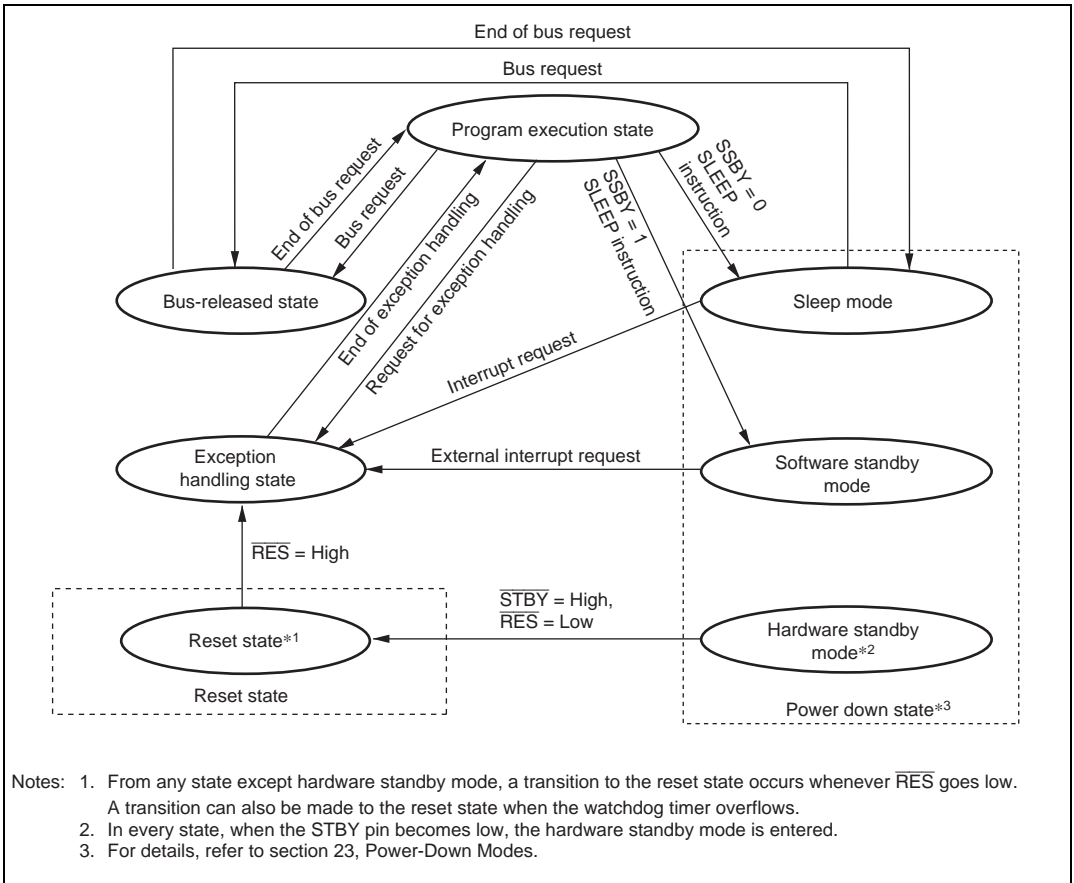 End of bus request
Bus request
Program execution state
End of bus request
Bus request
End of exception handling
Request for exception handling
SSBY = 1
SLEEP instruction
SSBY = 0
SLEEP
instruction
Bus-released state
Sleep mode
Interrupt request
Exception
handling state
External interrupt request
Software standby
mode
R̅E̅S̅ = High
S̅T̅B̅Y̅ = High,
R̅E̅S̅ = Low
Reset state*1
Hardware standby
mode*2
Reset state
Power down state*3
Notes: 1. From any state except hardware standby mode, a transition to the reset state occurs whenever R̅E̅S̅ goes low.
A transition can also be made to the reset state when the watchdog timer overflows.
2. In every state, when the STBY pin becomes low, the hardware standby mode is entered.
3. For details, refer to section 23, Power-Down Modes.